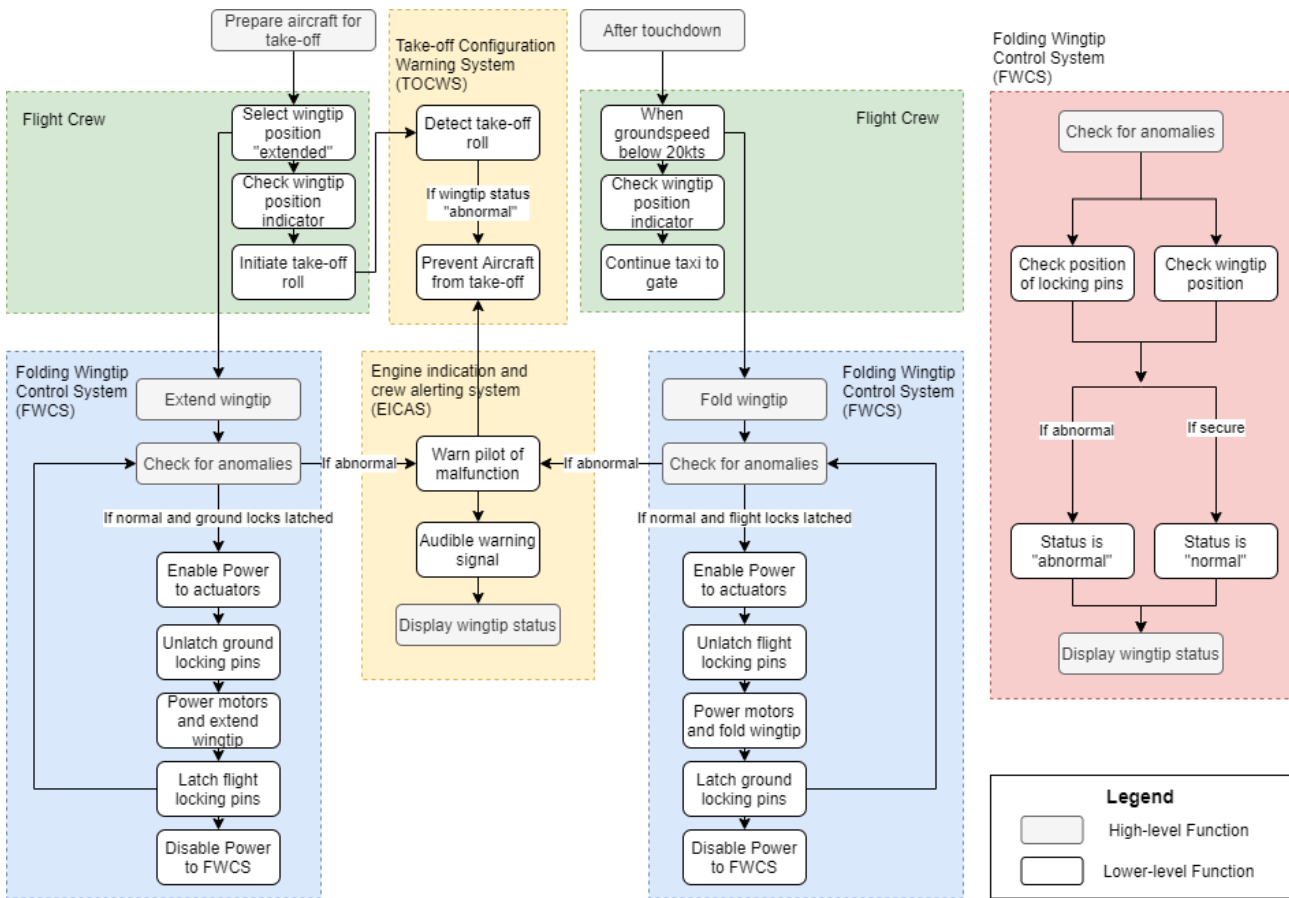 Prepare aircraft for
take-off
Flight Crew
Select wingtip
position
"extended"
Check wingtip
position
indicator
Initiate take-off
roll
Take-off Configuration
Warning System
(TOCWS)
Detect take-off
roll
If wingtip status
"abnormal"
Prevent Aircraft
from take-off
After touchdown
Flight Crew
When
groundspeed
below 20kts
Check wingtip
position indicator
Continue taxi to
gate
Folding Wingtip
Control System
(FWCS)
Extend wingtip
Check for anomalies
If abnormal
If normal and ground locks latched
Enable Power
to actuators
Unlatch ground
locking pins
Power motors
and extend
wingtip
Latch flight
locking pins
Disable Power
to FWCS
Engine indication and
crew alerting system
(EICAS)
Warn pilot of
malfunction
Audible warning
signal
Display wingtip status
Folding Wingtip
Control System
(FWCS)
Fold wingtip
If abnormal
Check for anomalies
If normal and flight locks latched
Enable Power
to actuators
Unlatch flight
locking pins
Power motors
and fold wingtip
Latch ground
locking pins
Disable Power
to FWCS
Folding Wingtip
Control System
(FWCS)
Check for anomalies
Check position
of locking pins
Check wingtip
position
If abnormal
If secure
Status is
"abnormal"
Status is
"normal"
Display wingtip status
Legend
High-level Function
Lower-level Function